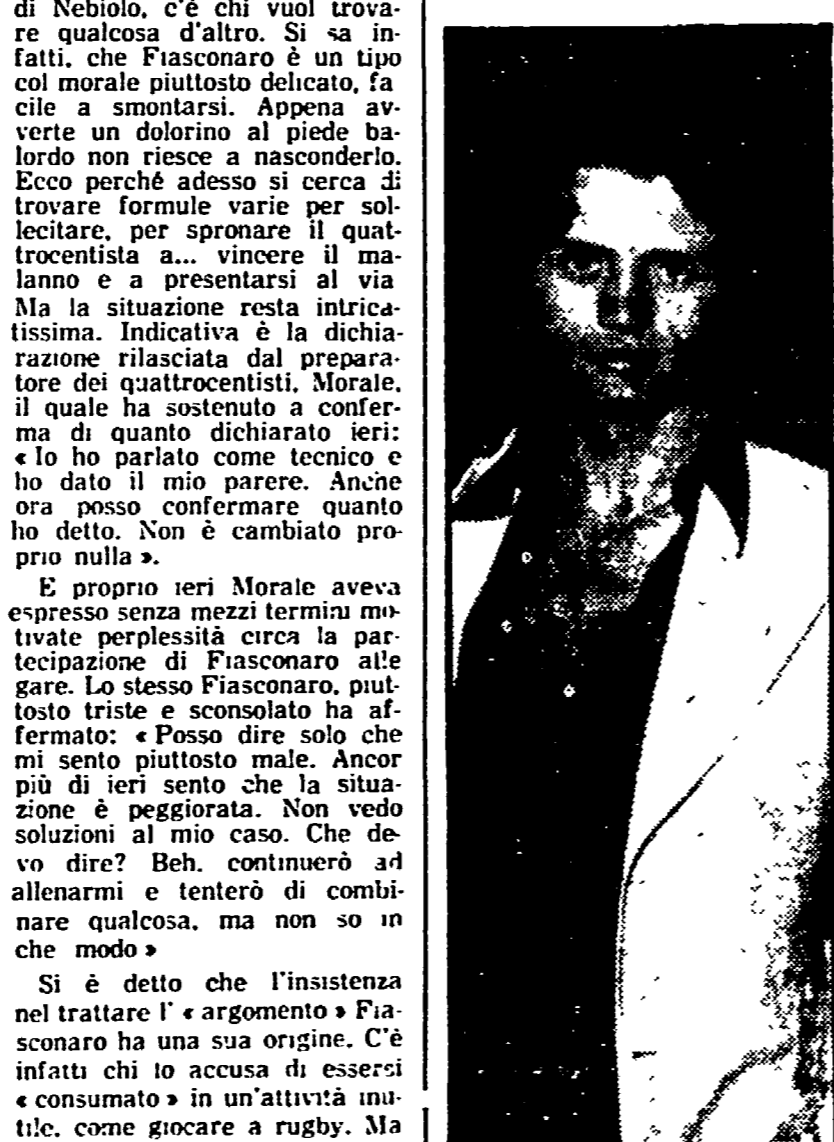 di Nebiolo, c'è chi vuol trova-
re qualcosa d'altro. Si sa in-
fatti, che Fiasconaro è un tipo
col morale piuttosto delicato, fa
cile a smontarsi. Appena av-
verte un dolorino al piede ba-
lordo non riesce a nasconderlo.
Ecco perché adesso si cerca di
trovare formule varie per sol-
lecitare, per spronare il quat-
trocentista a... vincere il ma-
lanno e a presentarsi al via
Ma la situazione resta intrica-
tissima. Indicativa è la dichia-
razione rilasciata dal prepara-
tore dei quattrocentisti, Morale,
il quale ha sostenuto a confer-
ma di quanto dichiarato ieri:
« Io ho parlato come tecnico e
ho dato il mio parere. Anche
ora posso confermare quanto
ho detto. Non è cambiato pro-
prio nulla ».
E proprio ieri Morale aveva
espresso senza mezzi termini mo-
tivate perplessità circa la par-
tecipazione di Fiasconaro alle
gare. Lo stesso Fiasconaro, piut-
tosto triste e sconsolato ha af-
fermato: « Posso dire solo che
mi sento piuttosto male. Ancor
più di ieri sento che la situa-
zione è peggiorata. Non vedo
soluzioni al mio caso. Che de-
vo dire? Beh, continuerò ad
allenarmi e tenterò di combi-
nare qualcosa, ma non so in
che modo »
Si è detto che l'insistenza
nel trattare l' « argomento » Fia-
sconaro ha una sua origine. C'è
infatti chi lo accusa di essersi
« consumato » in un'attività inu-
tile, come giocare a rugby. Ma